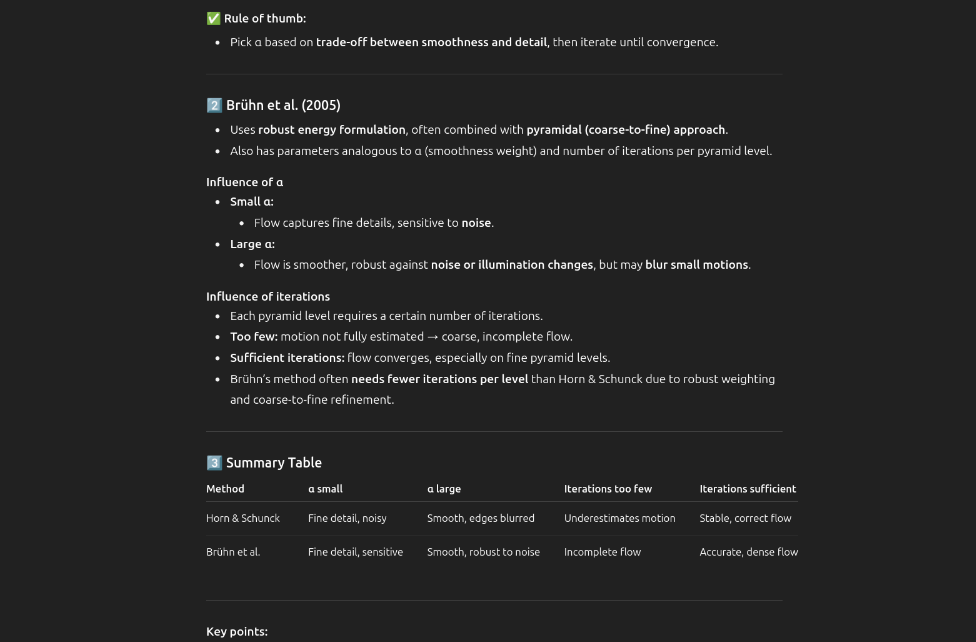 ✅ Rule of thumb:
• Pick α based on trade-off between smoothness and detail, then iterate until convergence.
2️⃣ Brühn et al. (2005)
• Uses robust energy formulation, often combined with pyramidal (coarse-to-fine) approach.
• Also has parameters analogous to α (smoothness weight) and number of iterations per pyramid level.
Influence of α
• Small α:
• Flow captures fine details, sensitive to noise.
• Large α:
• Flow is smoother, robust against noise or illumination changes, but may blur small motions.
Influence of iterations
• Each pyramid level requires a certain number of iterations.
• Too few: motion not fully estimated → coarse, incomplete flow.
• Sufficient iterations: flow converges, especially on fine pyramid levels.
• Brühn's method often needs fewer iterations per level than Horn & Schunck due to robust weighting
and coarse-to-fine refinement.
3️⃣ Summary Table
Method α small α large Iterations too few Iterations sufficient
Horn & Schunck Fine detail, noisy Smooth, edges blurred Underestimates motion Stable, correct flow
Brühn et al. Fine detail, sensitive Smooth, robust to noise Incomplete flow Accurate, dense flow
Key points: